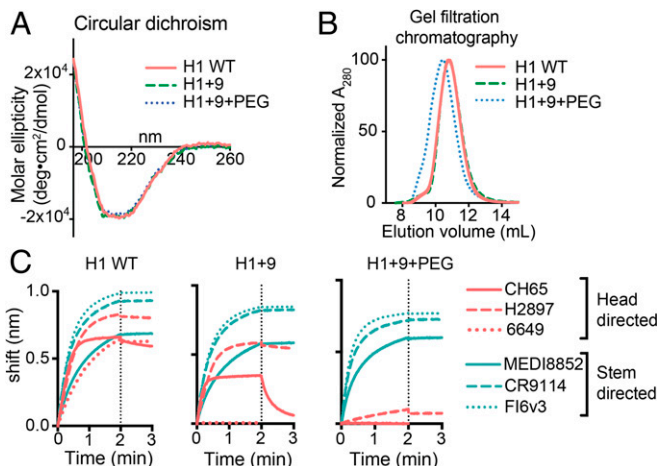 A
Circular dichroism
H1 WT
H1+9
H1+9+PEG
Molar ellipticity
(deg•cm²/dmol)
2x10⁴
0
-2x10⁴
nm
200
220
240
260
B
Gel filtration
chromatography
H1 WT
H1+9
H1+9+PEG
Normalized A₂₈₀
100
50
0
8
10
12
14
Elution volume (mL)
C
H1 WT
H1+9
H1+9+PEG
shift (nm)
1.0
0.5
0.0
0 1 2 3
0 1 2 3
0 1 2 3
Time (min)
Time (min)
Time (min)
CH65
H2897
6649
Head
directed
MEDI8852
CR9114
FI6v3
Stem
directed